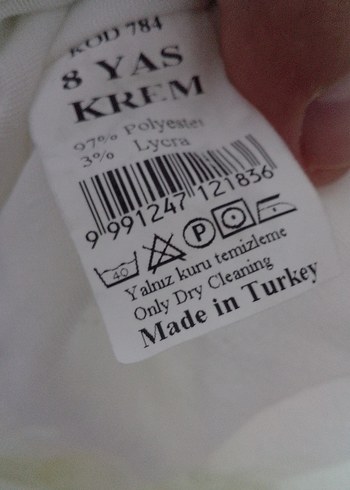 KOD 784
8 YAS
KREM
97% Polyester
3% Lycra
9 991247 121836
40 P
Yalnız kuru temizleme
Only Dry Cleaning
Made in Turkey